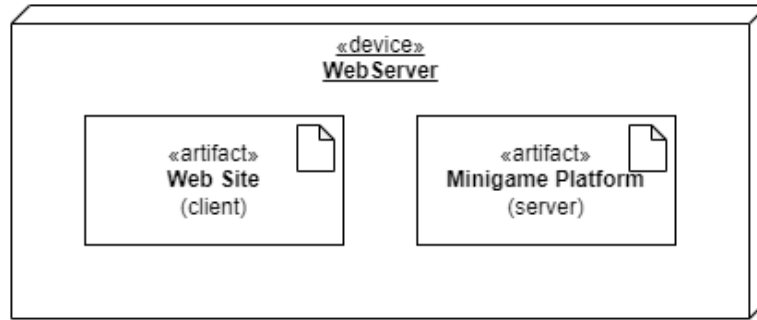 «device»
WebServer
«artifact»
Web Site
(client)
«artifact»
Minigame Platform
(server)